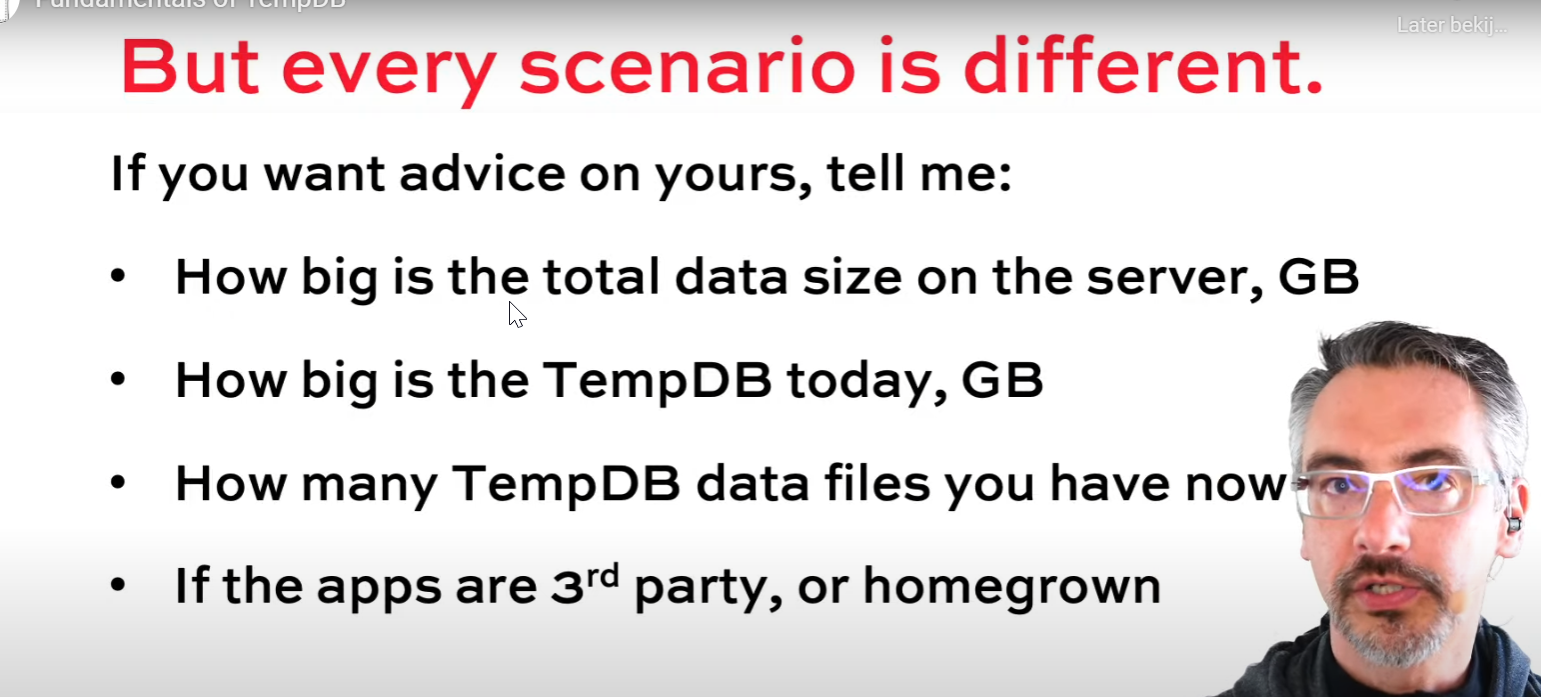 Fundamentals of TempDB
Later bekij...
But every scenario is different.
If you want advice on yours, tell me:
• How big is the total data size on the server, GB
• How big is the TempDB today, GB
• How many TempDB data files you have now
• If the apps are 3rd party, or homegrown